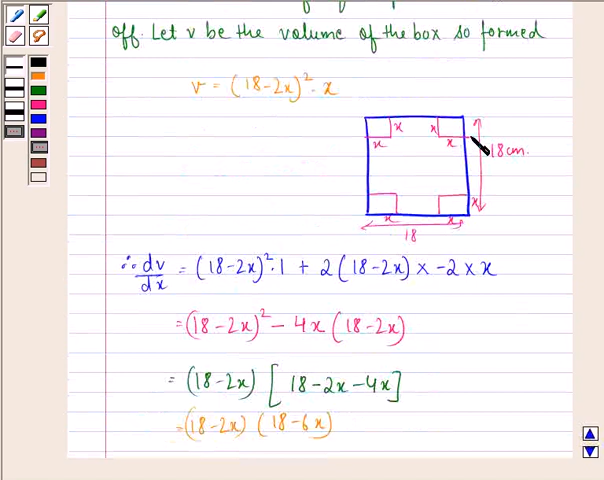 off. Let v be the volume of the box so formed
v = (18-2x)² · x
x x x x
18 cm.
x x x
18
∴ dv/dx = (18-2x)² · 1 + 2(18-2x) × -2 × x
= (18-2x)² - 4x (18-2x)
= (18-2x) [ 18-2x-4x]
= (18-2x) (18-6x)